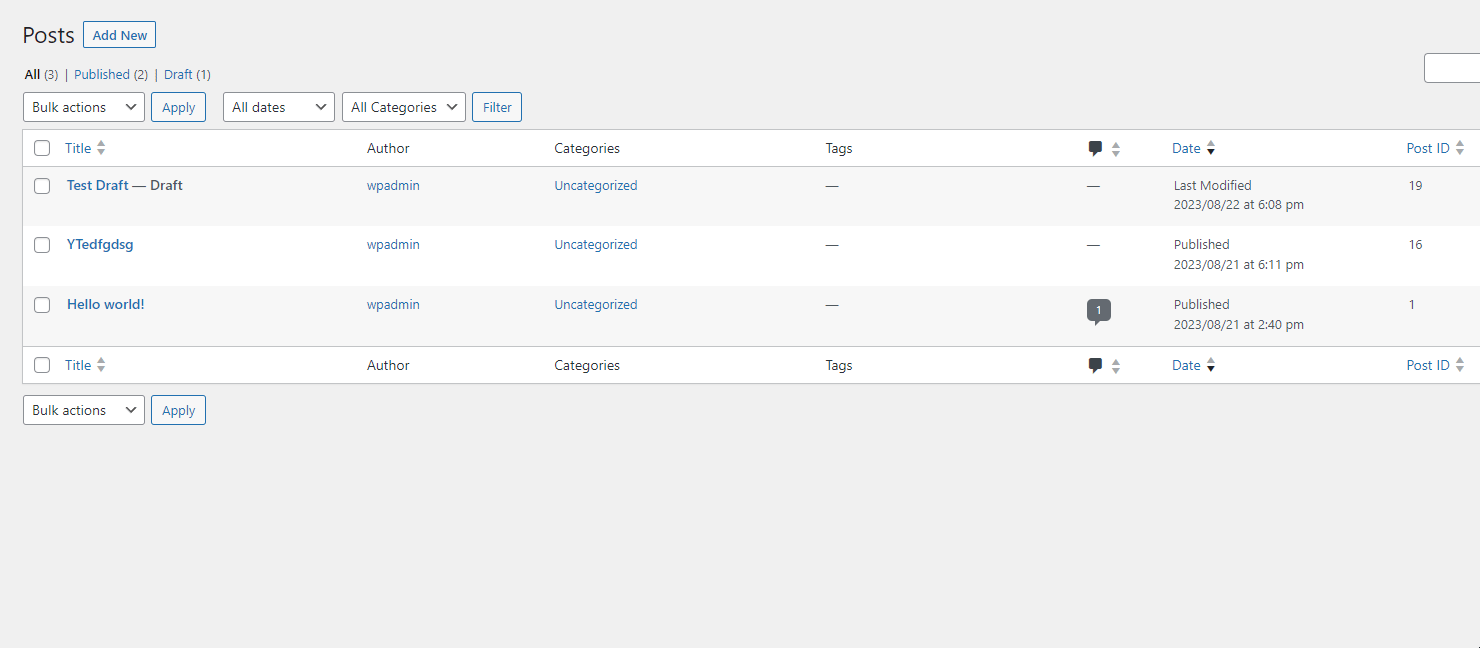 Posts Add New
All (3) | Published (2) | Draft (1)
Bulk actions Apply All dates All Categories Filter
Title Author Categories Tags Date Post ID
Test Draft — Draft wpadmin Uncategorized — — Last Modified 19
2023/08/22 at 6:08 pm
YTedfgdsg wpadmin Uncategorized — — Published 16
2023/08/21 at 6:11 pm
Hello world! wpadmin Uncategorized — 1 Published 1
2023/08/21 at 2:40 pm
Title Author Categories Tags Date Post ID
Bulk actions Apply